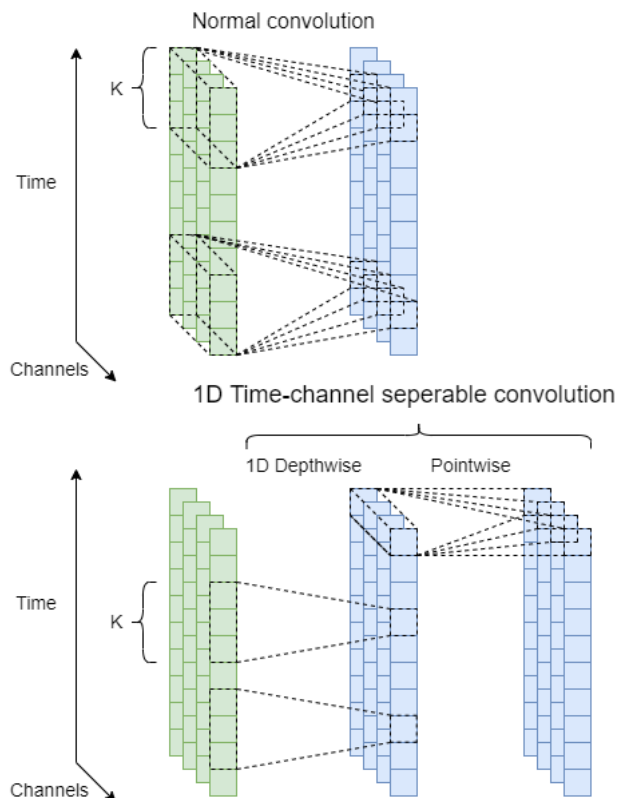 Normal convolution
K
Time
Channels
1D Time-channel seperable convolution
1D Depthwise
Pointwise
Time
K
Channels